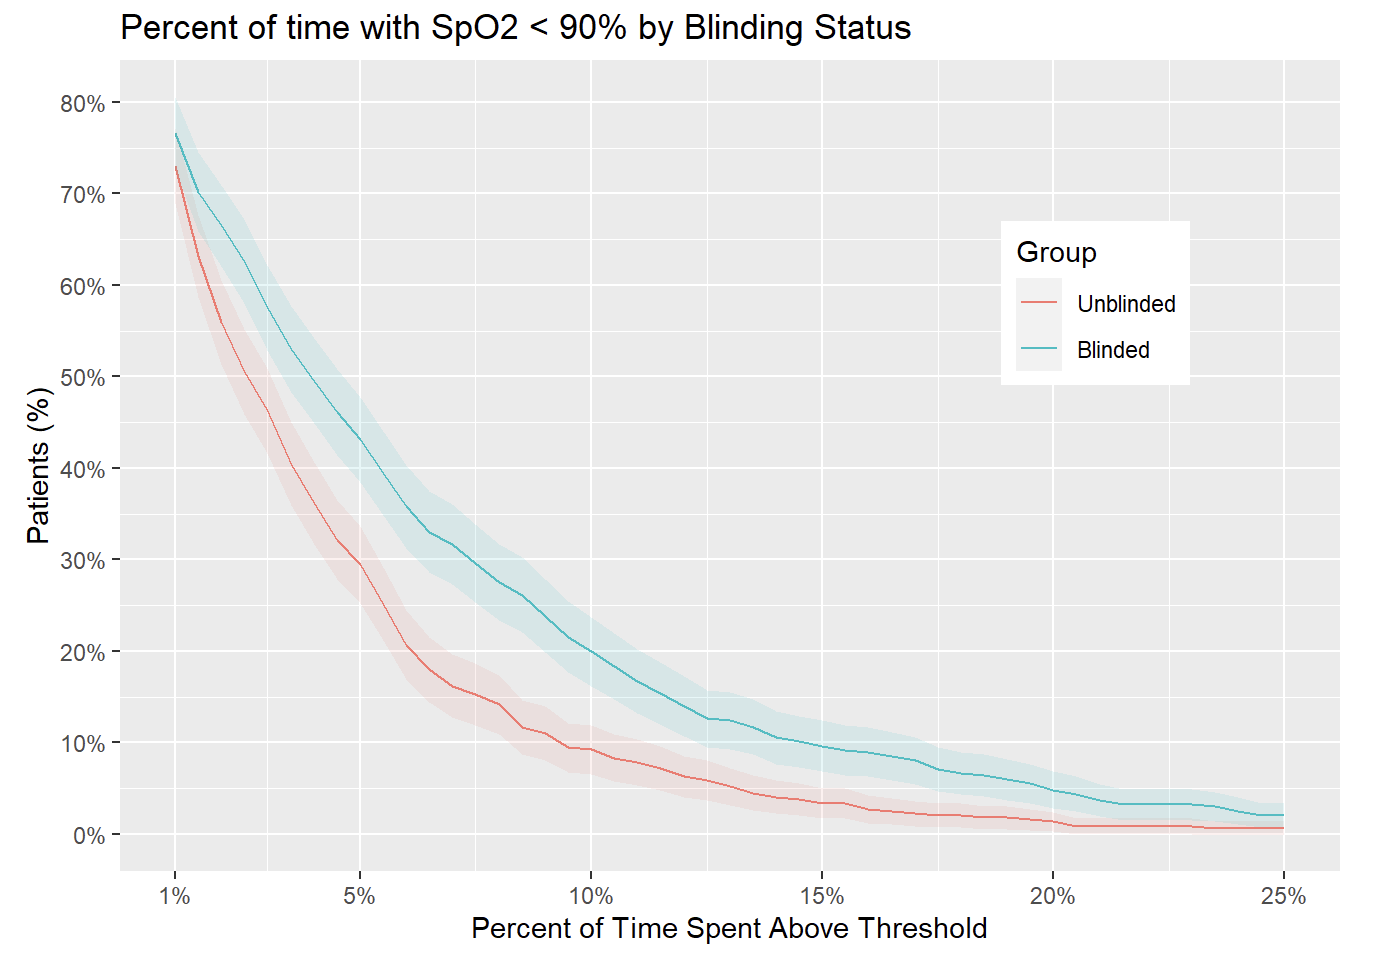 Percent of time with SpO2 < 90% by Blinding Status
80%
70%
60%
50%
40%
30%
20%
10%
0%
Patients (%)
Group
Unblinded
Blinded
1%
5%
10%
15%
20%
25%
Percent of Time Spent Above Threshold